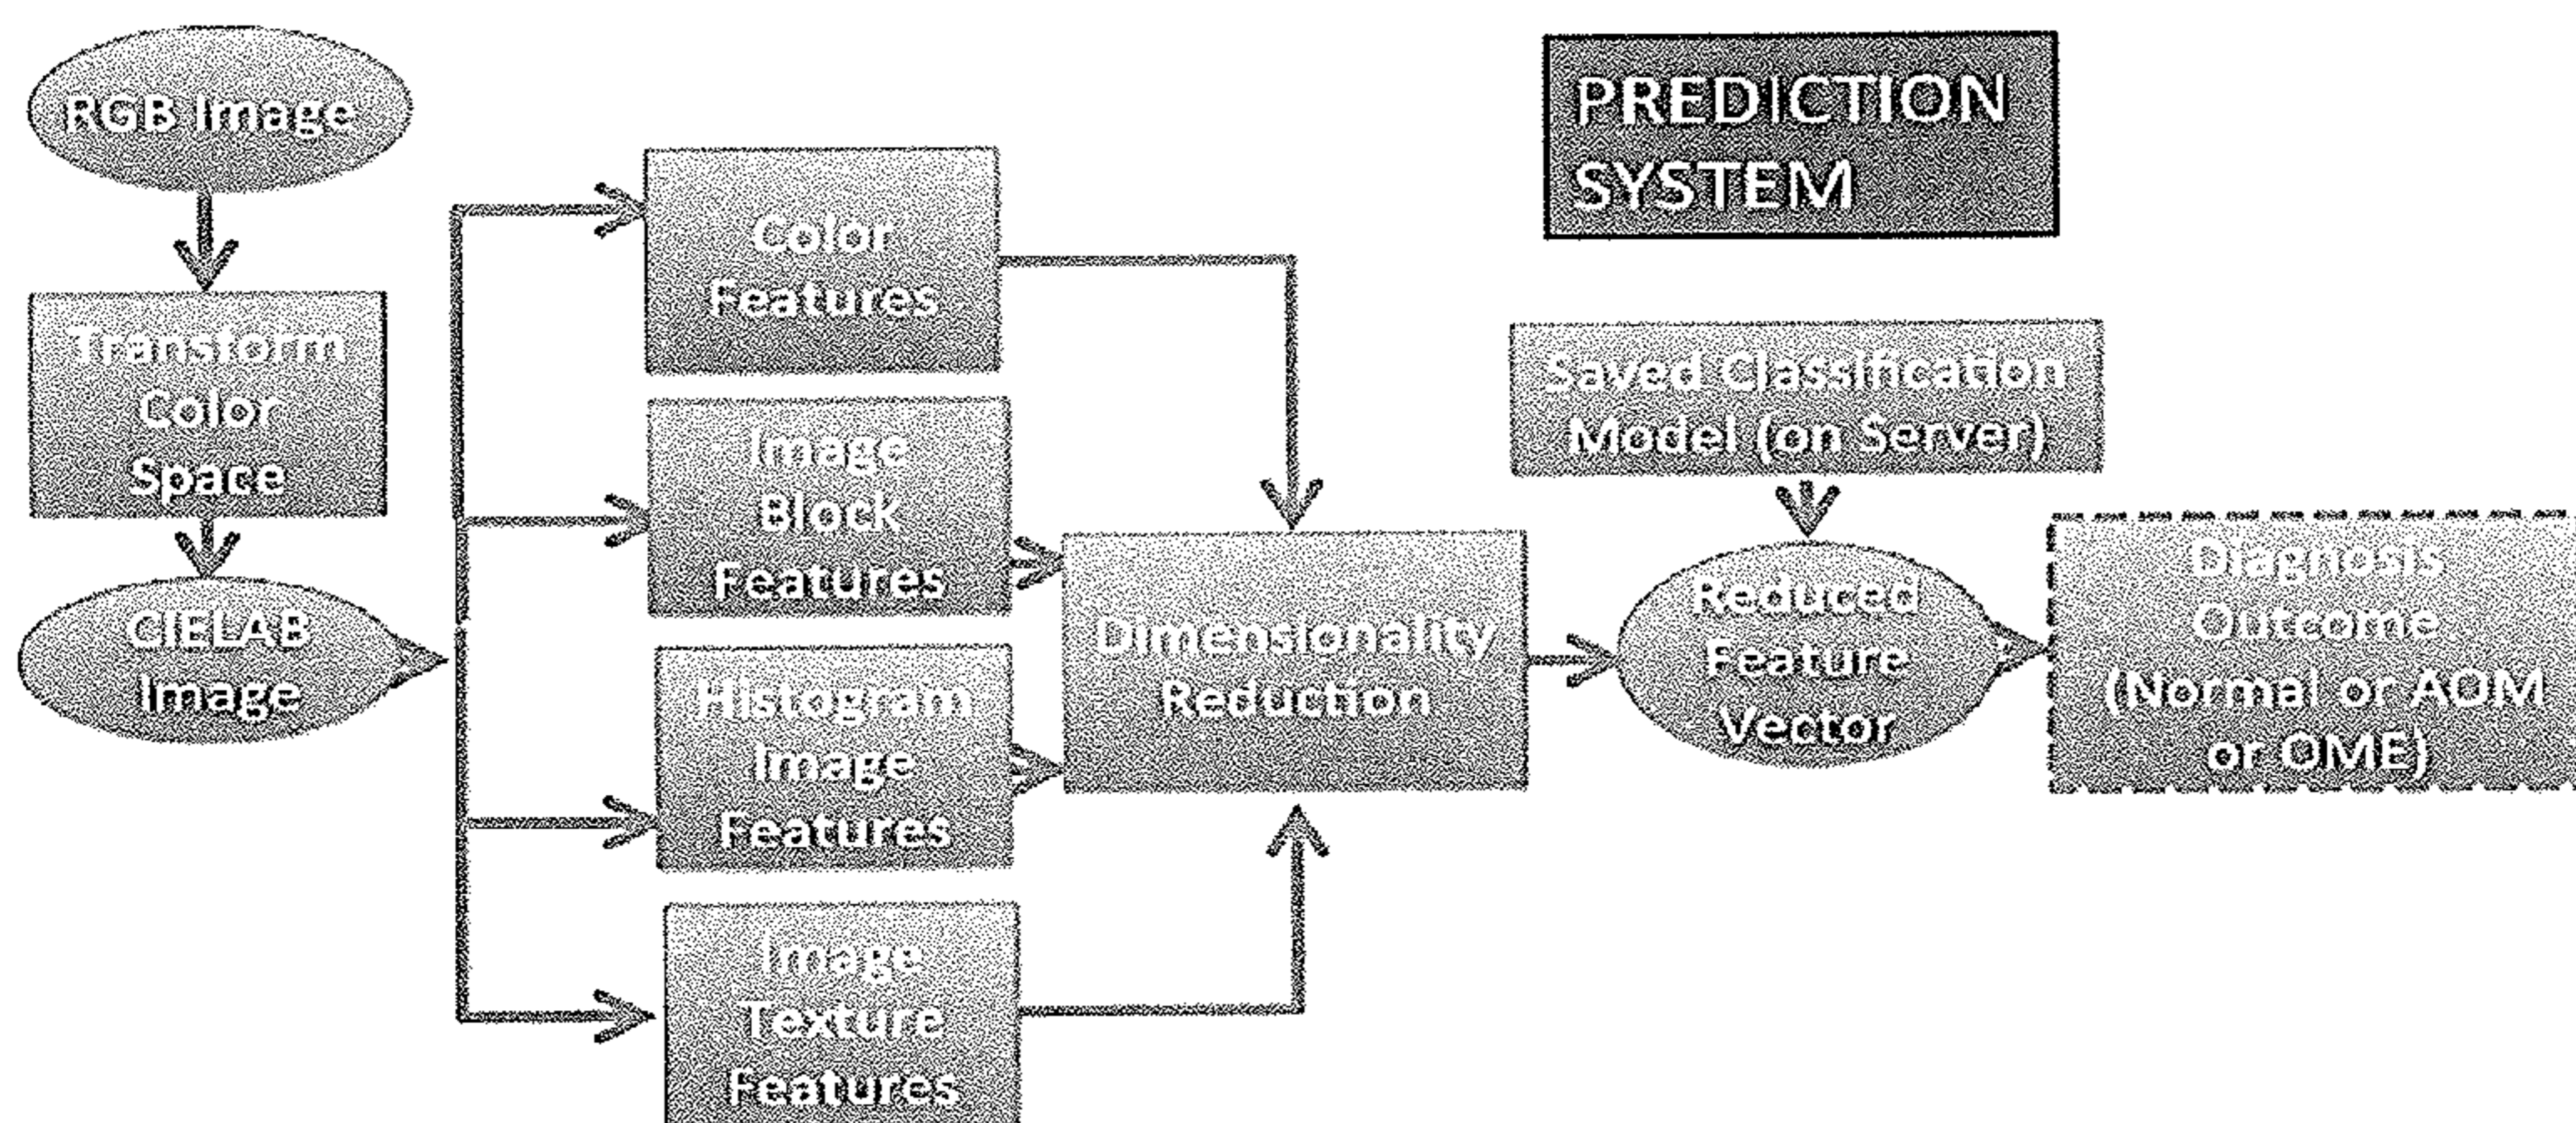 RGB Image
Transform
Color
Space
CIELAB
Image
Color
Features
Image
Block
Features
Histogram
Image
Features
Image
Texture
Features
Dimensionality
Reduction
PREDICTION
SYSTEM
Saved Classification
Model (on Server)
Reduced
Feature
Vector
Diagnosis
Outcome
(Normal or AOM
or OME)